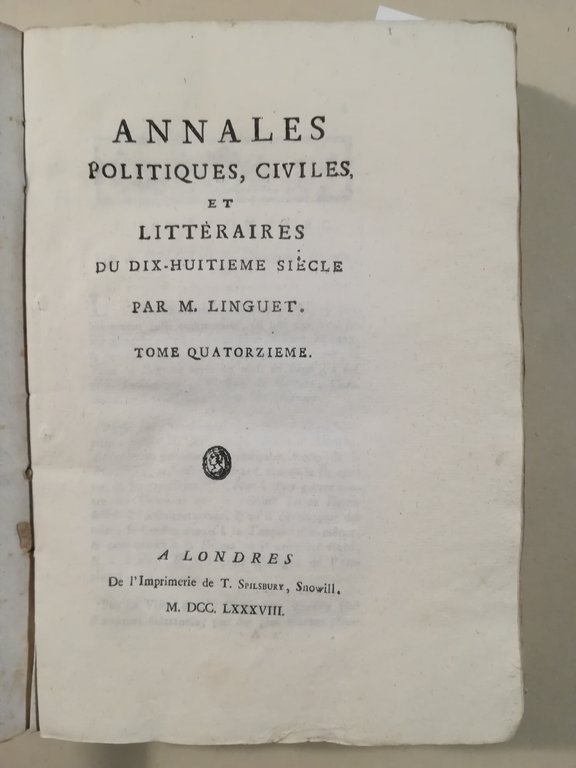 ANNALES
POLITIQUES, CIVILES,
ET
LITTÉRAIRES
DU DIX-HUITIEME SIÈCLE
PAR M. LINGUET.
TOME QUATORZIEME.
A LONDRES
De l'Imprimerie de T. SPILSBURY, Snowill.
M. DCC. LXXXVIII.